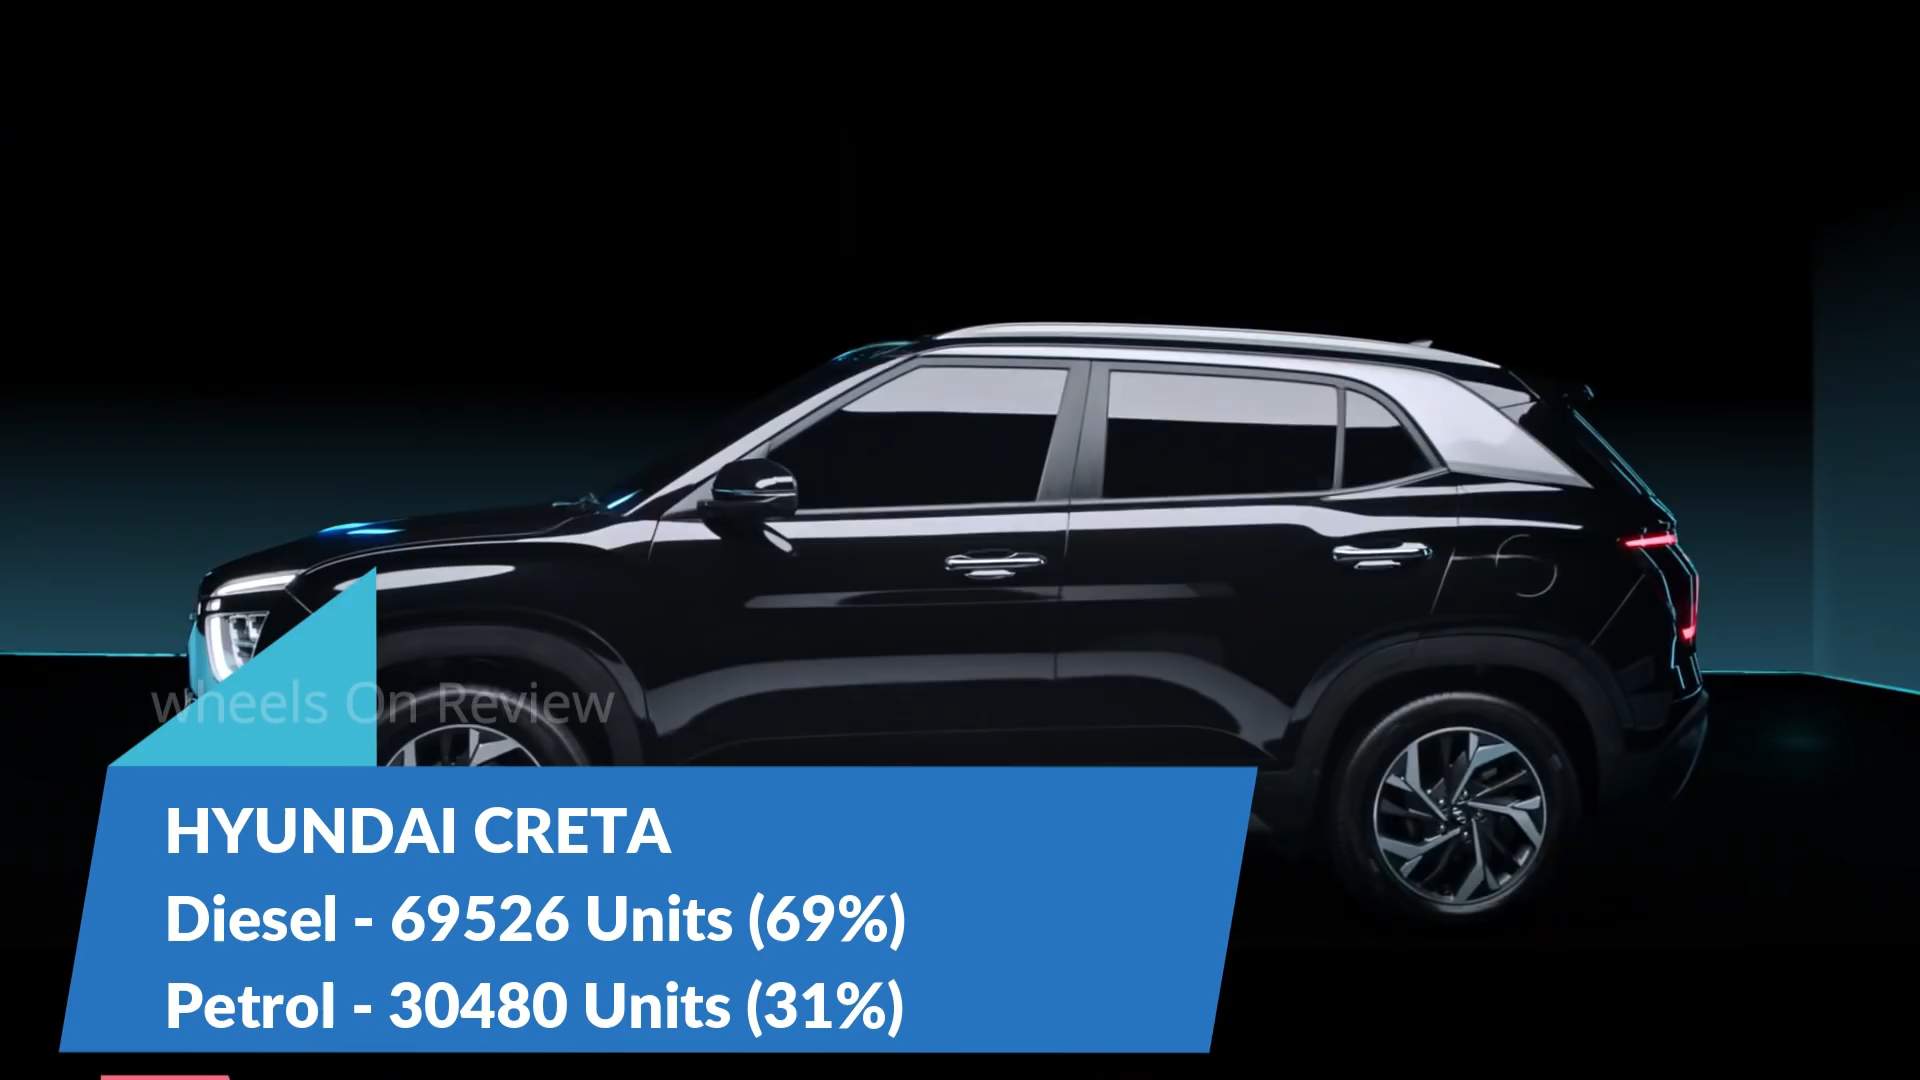 wheels On Review
HYUNDAI CRETA
Diesel - 69526 Units (69%)
Petrol - 30480 Units (31%)